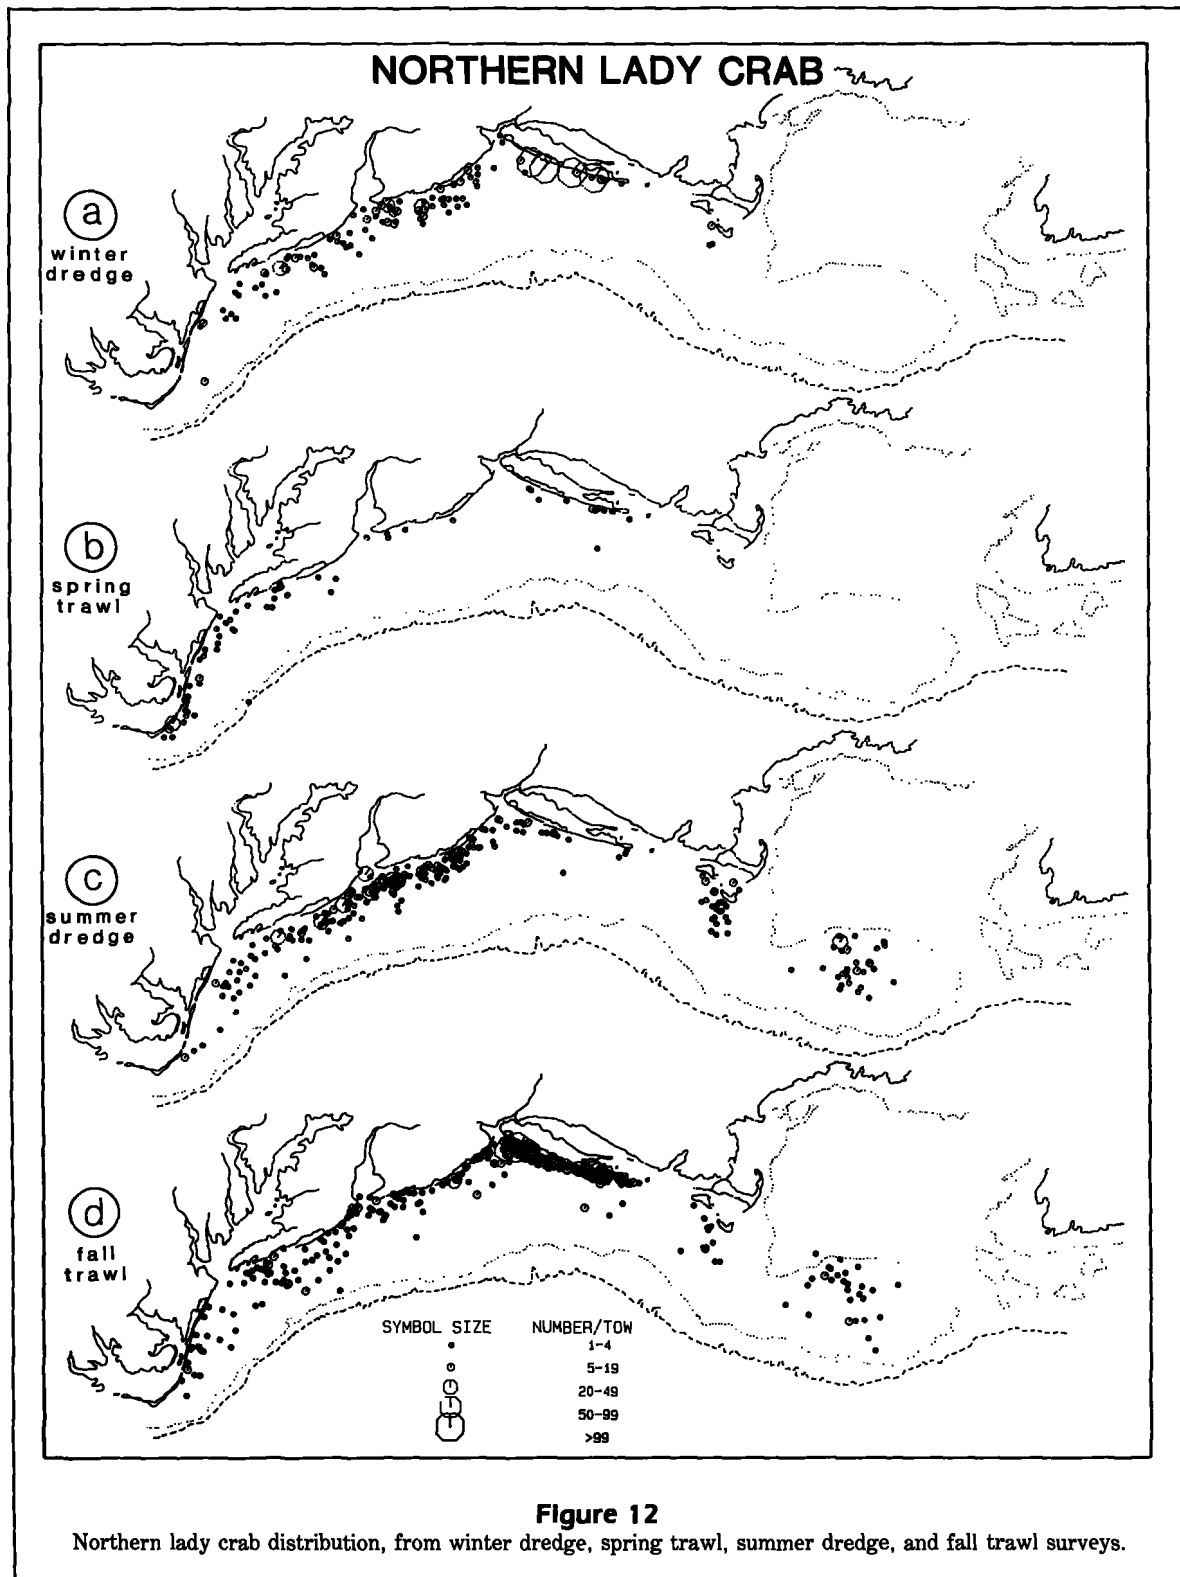 NORTHERN LADY CRAB
a
winter
dredge
b
spring
trawl
c
summer
dredge
d
fall
trawl
SYMBOL SIZE NUMBER/TOW
1-4
5-19
20-49
50-99
>99
Figure 12
Northern lady crab distribution, from winter dredge, spring trawl, summer dredge, and fall trawl surveys.